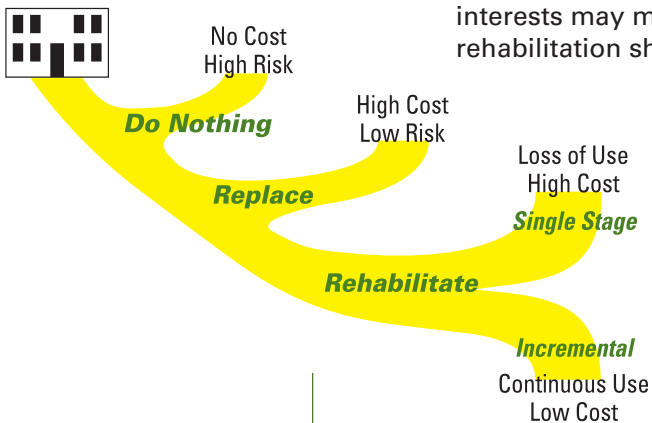 interests may m
rehabilitation sh
No Cost
High Risk
Do Nothing
High Cost
Low Risk
Replace
Loss of Use
High Cost
Single Stage
Rehabilitate
Incremental
Continuous Use
Low Cost